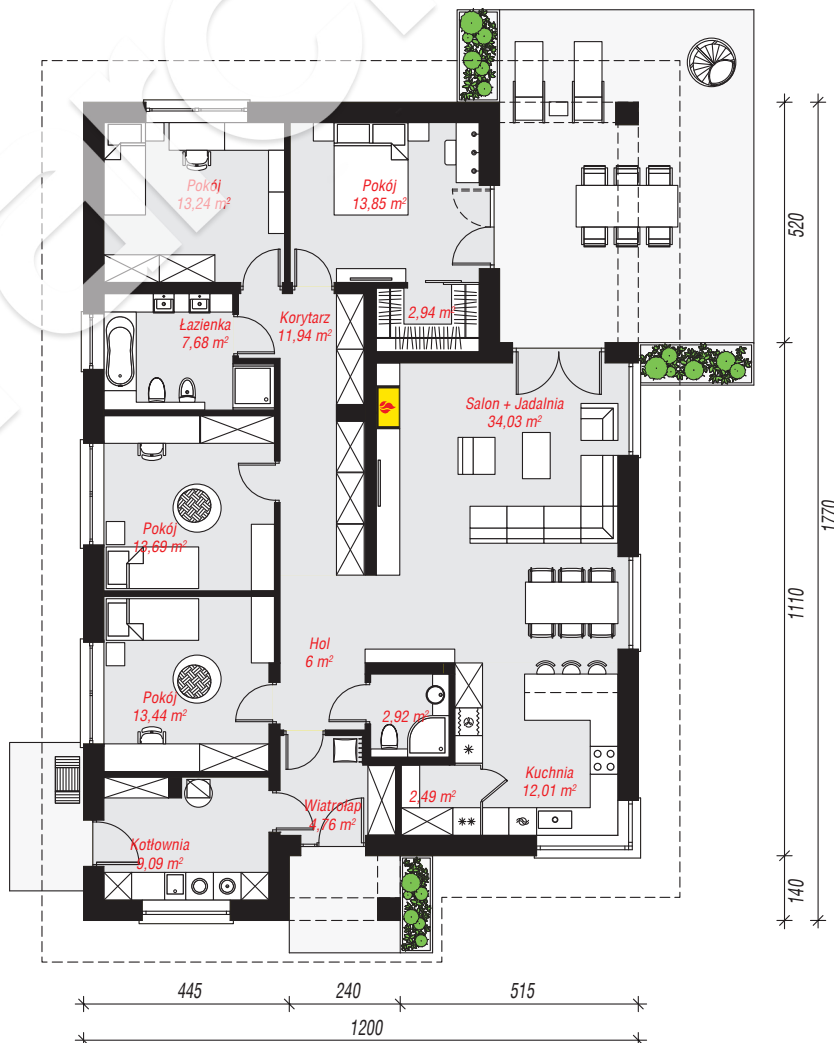 Pokój
13,24 m²
Pokój
13,85 m²
Łazienka
7,68 m²
Korytarz
11,94 m²
2,94 m²
Salon + Jadalnia
34,03 m²
Pokój
13,69 m²
Hol
6 m²
Pokój
13,44 m²
2,92 m²
Kuchnia
12,01 m²
2,49 m²
Wiatrołap
4,76 m²
Kotłownia
9,09 m²
520
1110
1770
140
445
240
515
1200